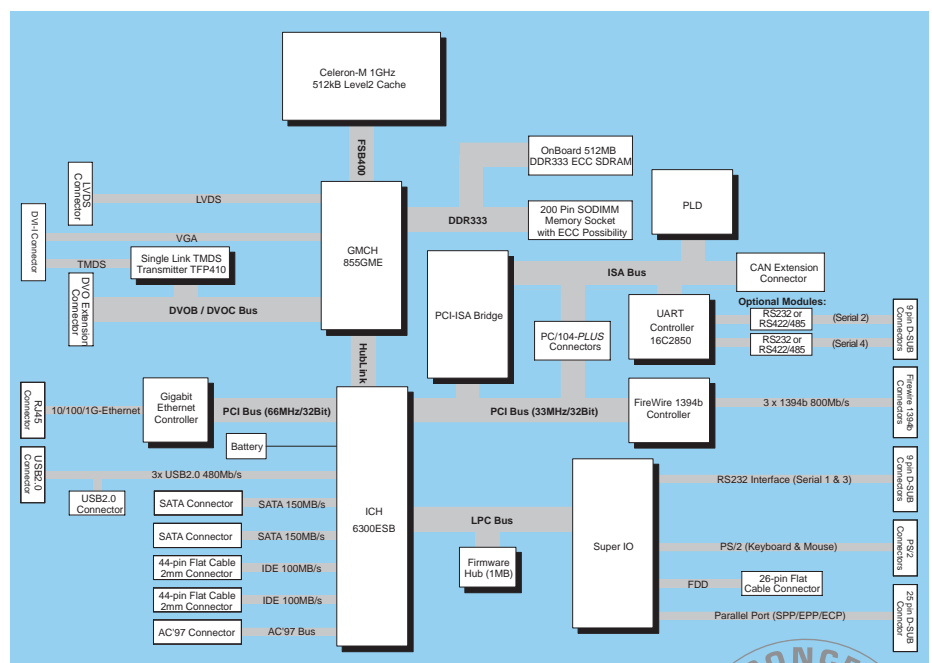 Celeron-M 1GHz
512kB Level2 Cache
FSB400
OnBoard 512MB
DDR333 ECC SDRAM
LVDS
Connector
LVDS
DDR333
200 Pin SODIMM
Memory Socket
with ECC Possibility
PLD
DVI-I Connector
VGA
TMDS
Single Link TMDS
Transmitter TFP410
GMCH
855GME
DVO Extension
Connector
DVOB / DVOC Bus
PCI-ISA Bridge
ISA Bus
CAN Extension
Connector
Optional Modules:
PC/104-PLUS
Connectors
UART
Controller
16C2850
RS232 or
RS422/485
(Serial 2)
RS232 or
RS422/485
(Serial 4)
9 pin D-SUB
Connectors
HubLink
RJ45
Connector
10/100/1G-Ethernet
Gigabit
Ethernet
Controller
PCI Bus (66MHz/32Bit)
PCI Bus (33MHz/32Bit)
FireWire 1394b
Controller
3 x 1394b 800Mb/s
Firewire 1394b
Connectors
Battery
USB2.0
Connector
3x USB2.0 480Mb/s
USB2.0
Connector
ICH
6300ESB
SATA Connector
SATA 150MB/s
SATA Connector
SATA 150MB/s
44-pin Flat Cable
2mm Connector
IDE 100MB/s
44-pin Flat Cable
2mm Connector
IDE 100MB/s
AC'97 Connector
AC'97 Bus
LPC Bus
Firmware
Hub (1MB)
Super IO
RS232 Interface (Serial 1 & 3)
9 pin D-SUB
Connectors
PS/2 (Keyboard & Mouse)
PS/2
Connectors
FDD
26-pin Flat
Cable Connector
Parallel Port (SPP/EPP/ECP)
25 pin D-SUB
Conntctor